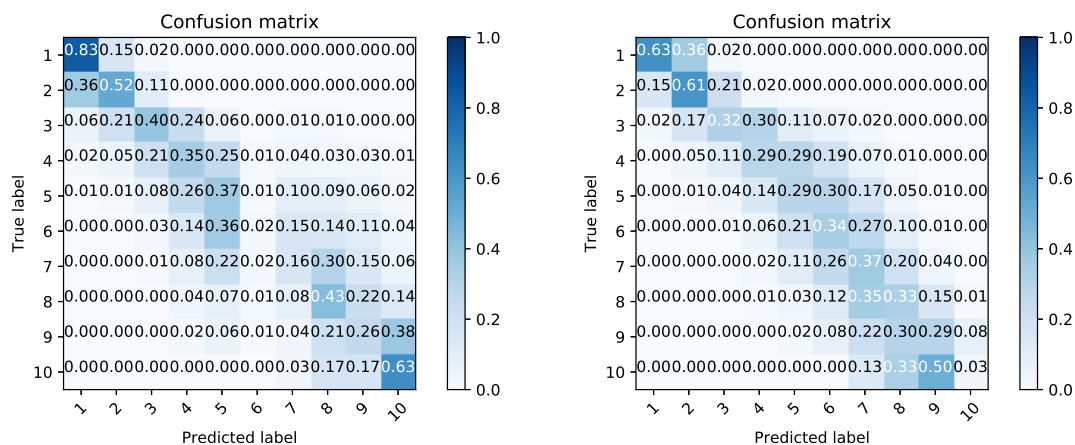 Confusion matrix
True label
1 0.83 0.15 0.02 0.00 0.00 0.00 0.00 0.00 0.00 0.00
2 0.36 0.52 0.11 0.00 0.00 0.00 0.00 0.00 0.00 0.00
3 0.06 0.21 0.40 0.24 0.06 0.00 0.01 0.01 0.00 0.00
4 0.02 0.05 0.21 0.35 0.25 0.01 0.04 0.03 0.03 0.01
5 0.01 0.01 0.08 0.26 0.37 0.01 0.10 0.09 0.06 0.02
6 0.00 0.00 0.03 0.14 0.36 0.02 0.15 0.14 0.11 0.04
7 0.00 0.00 0.01 0.08 0.22 0.02 0.16 0.30 0.15 0.06
8 0.00 0.00 0.00 0.04 0.07 0.01 0.08 0.43 0.22 0.14
9 0.00 0.00 0.00 0.02 0.06 0.01 0.04 0.21 0.26 0.38
10 0.00 0.00 0.00 0.00 0.00 0.00 0.03 0.17 0.17 0.63
1 2 3 4 5 6 7 8 9 10
Predicted label
1.0
0.8
0.6
0.4
0.2
0.0
Confusion matrix
True label
1 0.63 0.36 0.02 0.00 0.00 0.00 0.00 0.00 0.00 0.00
2 0.15 0.61 0.21 0.02 0.00 0.00 0.00 0.00 0.00 0.00
3 0.02 0.17 0.32 0.30 0.11 0.07 0.02 0.00 0.00 0.00
4 0.00 0.05 0.11 0.29 0.29 0.19 0.07 0.01 0.00 0.00
5 0.00 0.01 0.04 0.14 0.29 0.30 0.17 0.05 0.01 0.00
6 0.00 0.00 0.01 0.06 0.21 0.34 0.27 0.10 0.01 0.00
7 0.00 0.00 0.00 0.02 0.11 0.26 0.37 0.20 0.04 0.00
8 0.00 0.00 0.00 0.01 0.03 0.12 0.35 0.33 0.15 0.01
9 0.00 0.00 0.00 0.00 0.02 0.08 0.22 0.30 0.29 0.08
10 0.00 0.00 0.00 0.00 0.00 0.00 0.13 0.33 0.50 0.03
1 2 3 4 5 6 7 8 9 10
Predicted label
1.0
0.8
0.6
0.4
0.2
0.0